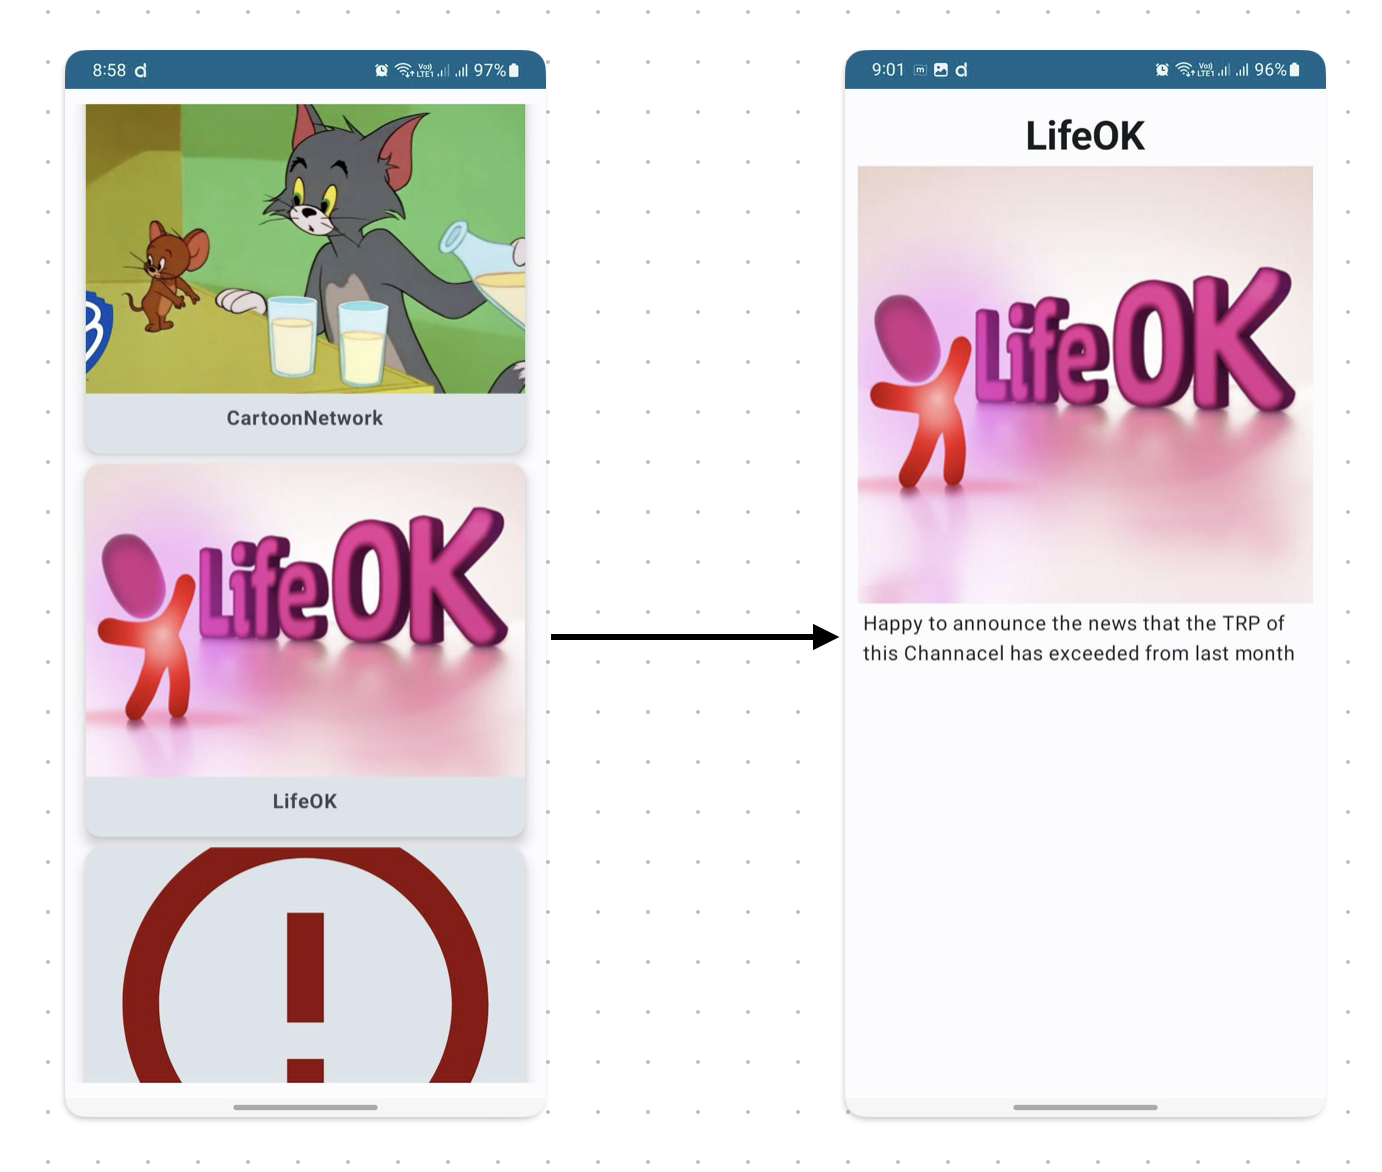 8:58 d Vo)) LTE1 97%
CartoonNetwork
LifeOK
LifeOK
9:01 m d Vo)) LTE1 96%
LifeOK
LifeOK
Happy to announce the news that the TRP of
this Channacel has exceeded from last month